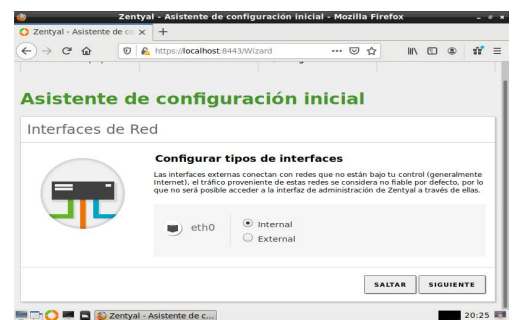 Zentyal - Asistente de configuración inicial - Mozilla Firefox
Zentyal - Asistente de co
https://localhost:8443/Wizard
Asistente de configuración inicial
Interfaces de Red
Configurar tipos de interfaces
Las interfaces externas conectan con redes que no están bajo tu control (generalmente
Internet), el tráfico proveniente de estas redes se considera no fiable por defecto, por lo
que no será posible acceder a la interfaz de administración de Zentyal a través de ellas.
eth0
Internal
External
SALTAR
SIGUIENTE
Zentyal - Asistente de c...
20:25